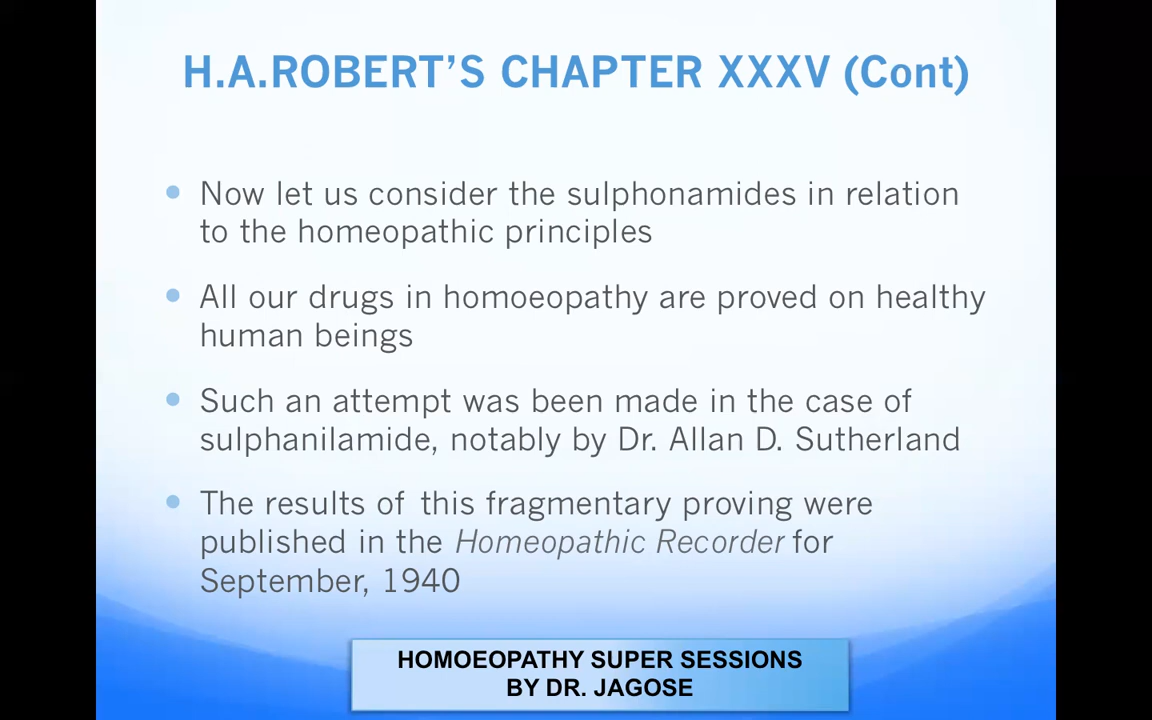 H.A.ROBERT’S CHAPTER XXXV (Cont)
• Now let us consider the sulphonamides in relation
to the homeopathic principles
• All our drugs in homoeopathy are proved on healthy
human beings
• Such an attempt was been made in the case of
sulphanilamide, notably by Dr. Allan D. Sutherland
• The results of this fragmentary proving were
published in the Homeopathic Recorder for
September, 1940
HOMOEOPATHY SUPER SESSIONS
BY DR. JAGOSE